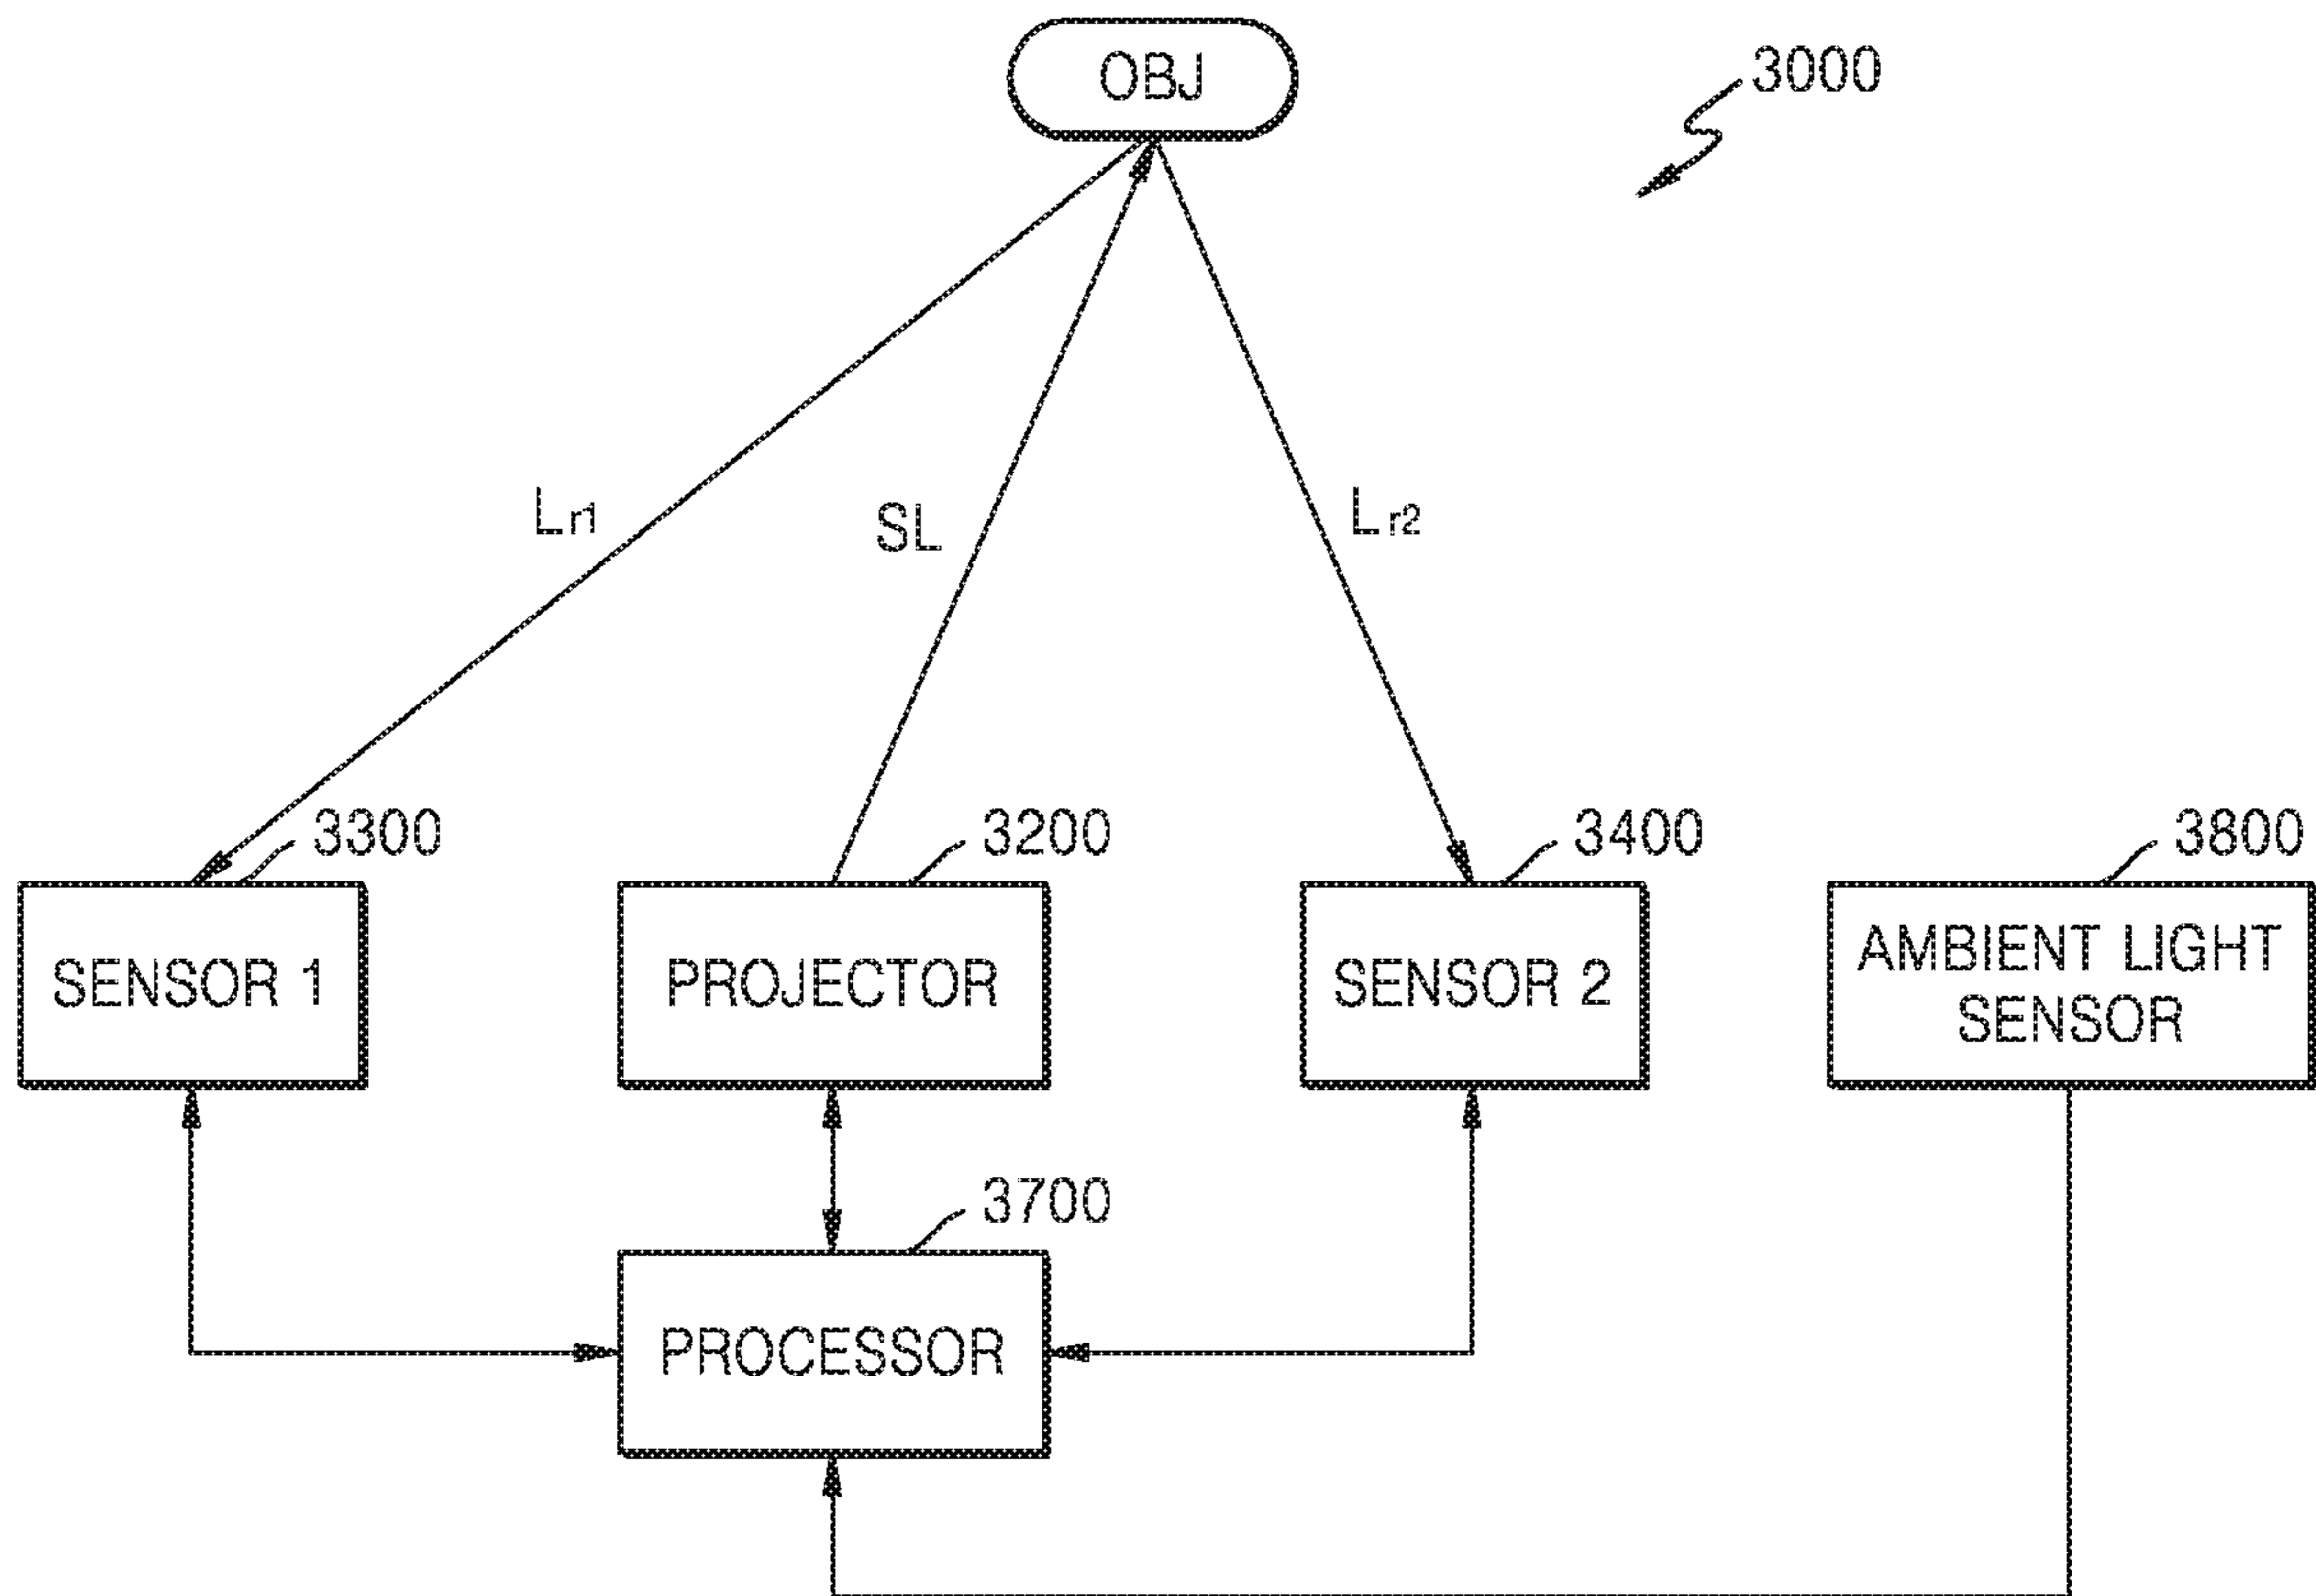 OBJ
3000
Lr1
SL
Lr2
3300
3200
3400
3800
SENSOR 1
PROJECTOR
SENSOR 2
AMBIENT LIGHT
SENSOR
3700
PROCESSOR